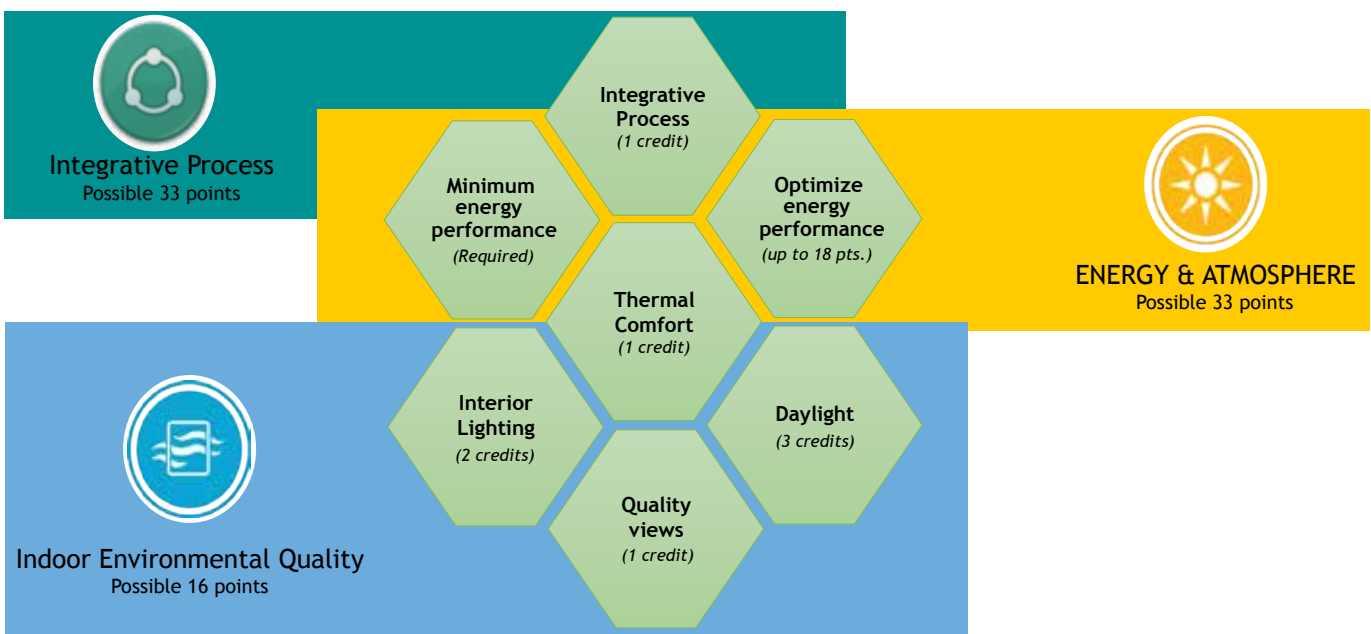 Integrative Process
Possible 33 points
Integrative
Process
(1 credit)
Minimum
energy
performance
(Required)
Optimize
energy
performance
(up to 18 pts.)
ENERGY & ATMOSPHERE
Possible 33 points
Thermal
Comfort
(1 credit)
Interior
Lighting
(2 credits)
Daylight
(3 credits)
Quality
views
(1 credit)
Indoor Environmental Quality
Possible 16 points